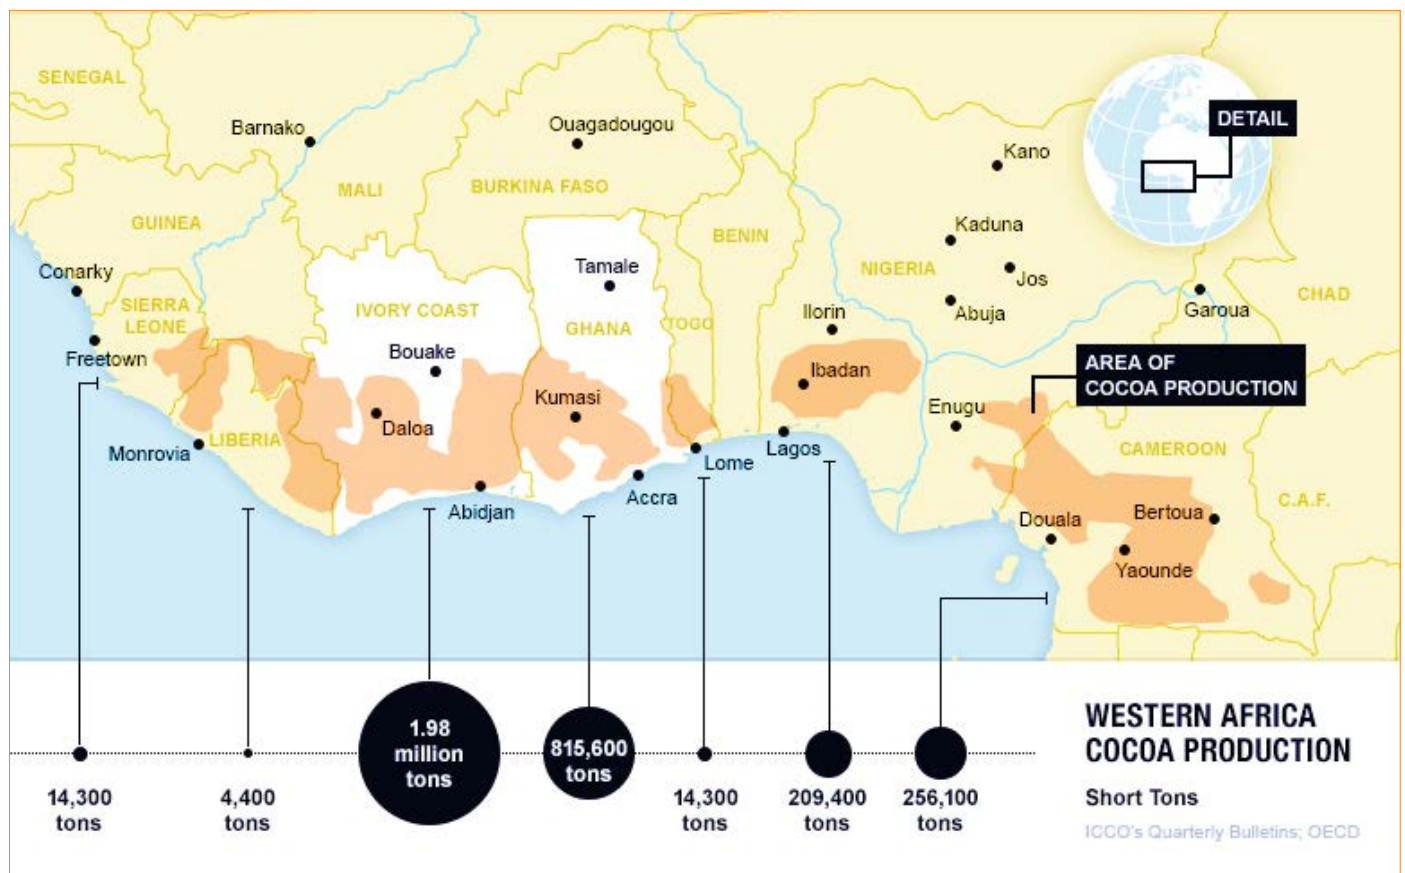 SENEGAL
Barnako
Ouagadougou
DETAIL
Kano
MALI
BURKINA FASO
GUINEA
Kaduna
BENIN
Conarky
Tamale
NIGERIA
Jos
SIERRA
LEONE
IVORY COAST
GHANA
TOGO
Ilorin
Abuja
Garoua
CHAD
Freetown
Bouake
Ibadan
AREA OF
COCOA PRODUCTION
Kumasi
Enugu
Daloa
LIBERIA
Monrovia
Lome
Lagos
CAMEROON
Accra
Abidjan
Douala
Bertoua
C.A.F.
Yaounde
1.98
million
tons
815,600
tons
14,300
tons
4,400
tons
14,300
tons
209,400
tons
256,100
tons
WESTERN AFRICA
COCOA PRODUCTION
Short Tons
ICCO's Quarterly Bulletins; OECD